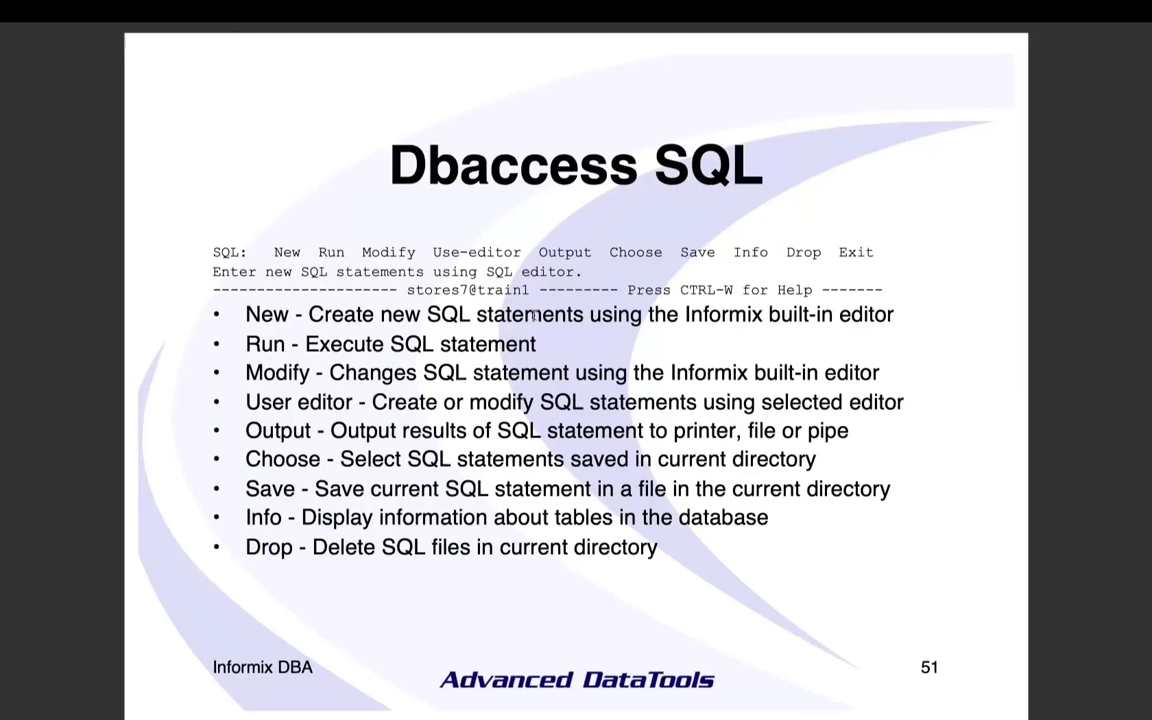 Dbaccess SQL
SQL: New Run Modify Use-editor Output Choose Save Info Drop Exit
Enter new SQL statements using SQL editor.
--------------------- stores7@train1 --------- Press CTRL-W for Help -------
• New - Create new SQL statements using the Informix built-in editor
• Run - Execute SQL statement
• Modify - Changes SQL statement using the Informix built-in editor
• User editor - Create or modify SQL statements using selected editor
• Output - Output results of SQL statement to printer, file or pipe
• Choose - Select SQL statements saved in current directory
• Save - Save current SQL statement in a file in the current directory
• Info - Display information about tables in the database
• Drop - Delete SQL files in current directory
Informix DBA
Advanced DataTools
51